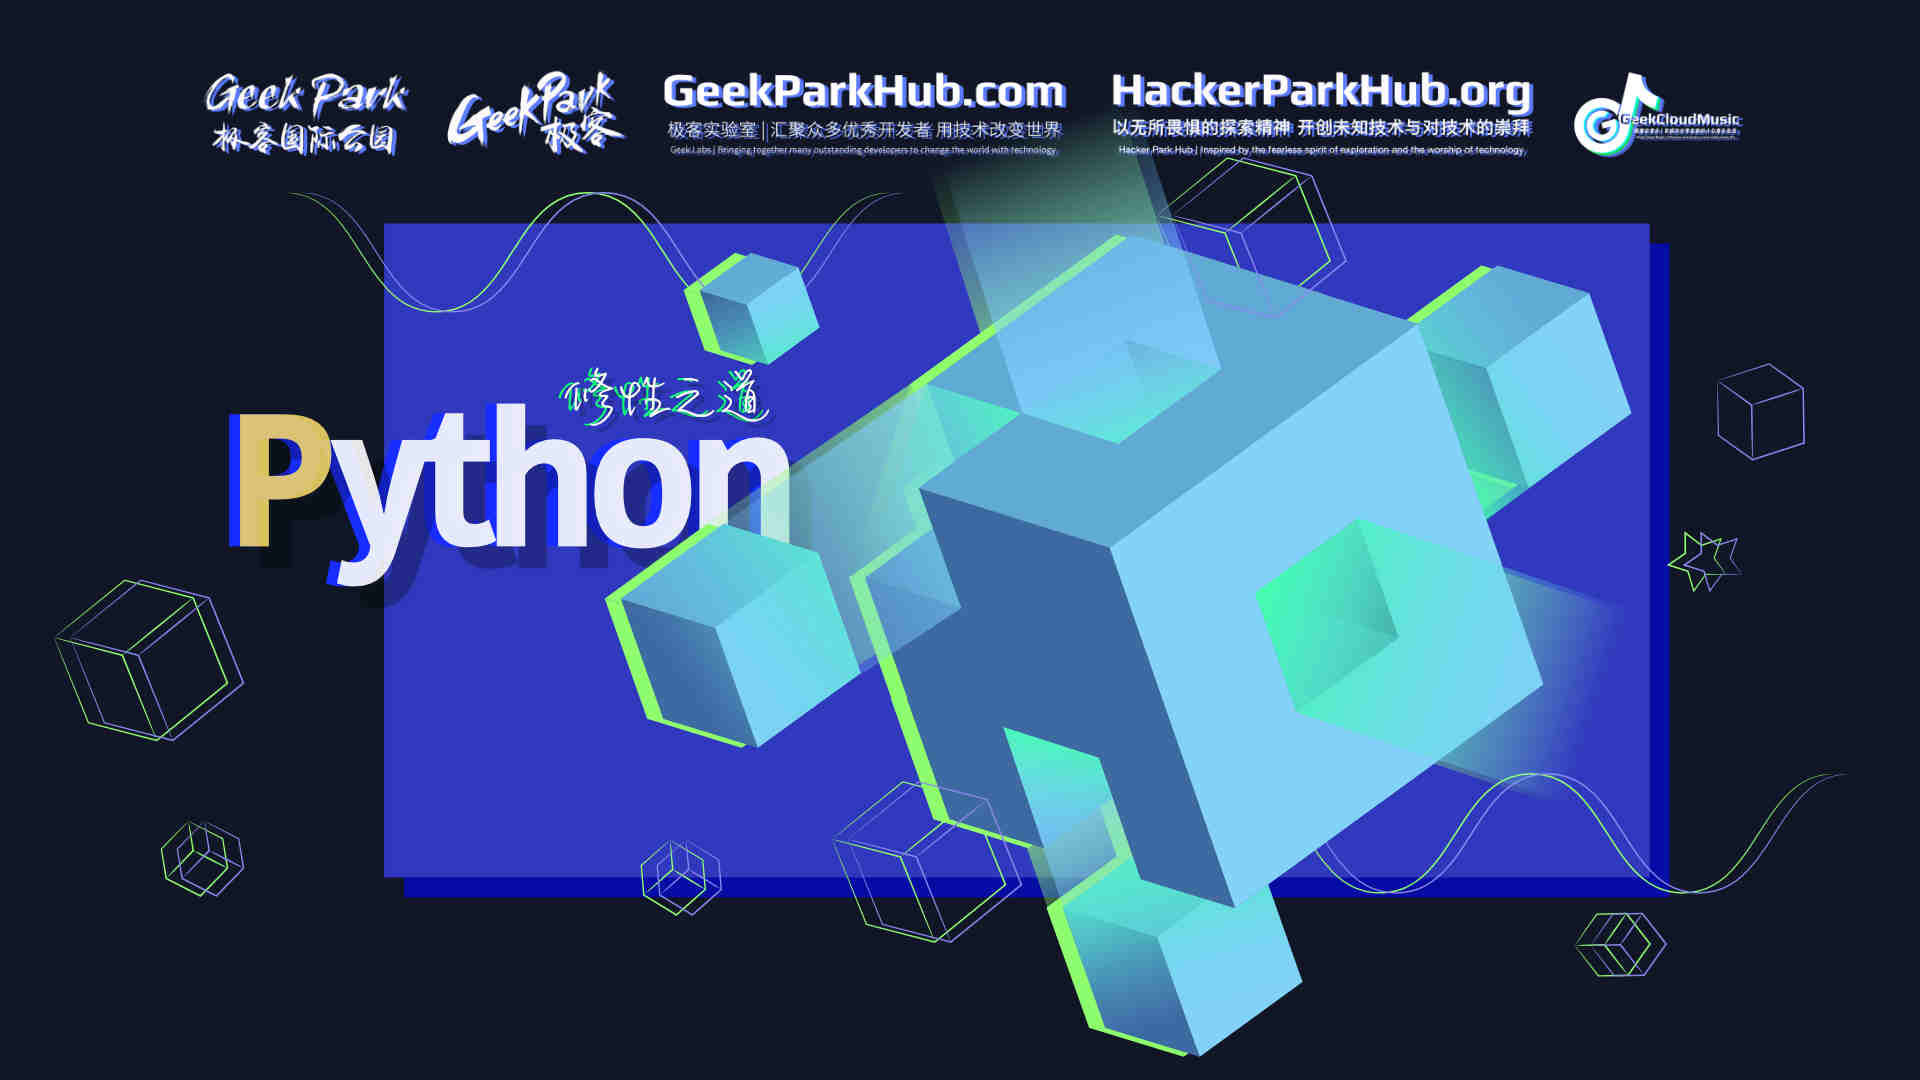 Geek Park
极客国际公园
GeekPark
极客
GeekParkHub.com
极客实验室||汇聚众多优秀开发者 用技术改变世界
Geek Labs | Bringing together many outstanding developers to change the world with technology.
HackerParkHub.org
以无所畏惧的探索精神 开创未知技术与对技术的崇拜
Hacker Park Hub | Inspired by the fearless spirit of exploration and the worship of technology.
GeekCloudMusic
修性之道
Python